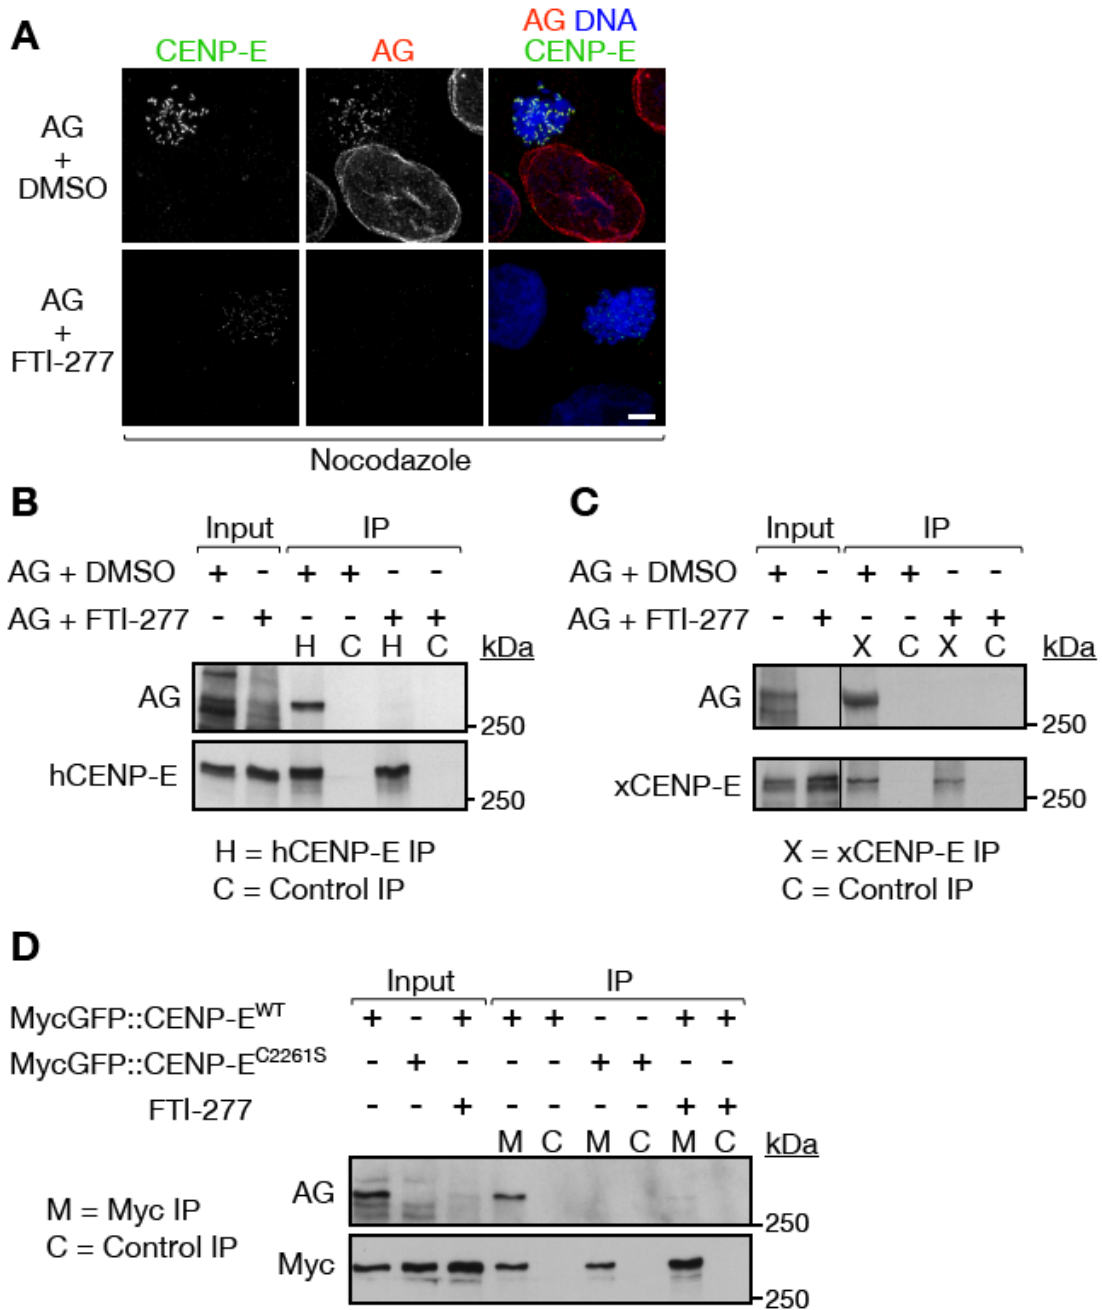 A
CENP-E
AG
AG DNA
CENP-E
AG
+
DMSO
AG
+
FTI-277
Nocodazole
B
Input IP
AG + DMSO + - + + - -
AG + FTI-277 - + - - + +
H C H C kDa
AG
250
hCENP-E
250
H = hCENP-E IP
C = Control IP
C
Input IP
AG + DMSO + - + + - -
AG + FTI-277 - + - - + +
X C X C kDa
AG
250
xCENP-E
250
X = xCENP-E IP
C = Control IP
D
Input IP
MycGFP::CENP-E^WT + - + + + - - + +
MycGFP::CENP-E^C2261S - + - - - + + - -
FTI-277 - - + - - - - + +
M C M C M C kDa
AG
250
M = Myc IP
C = Control IP
Myc
250